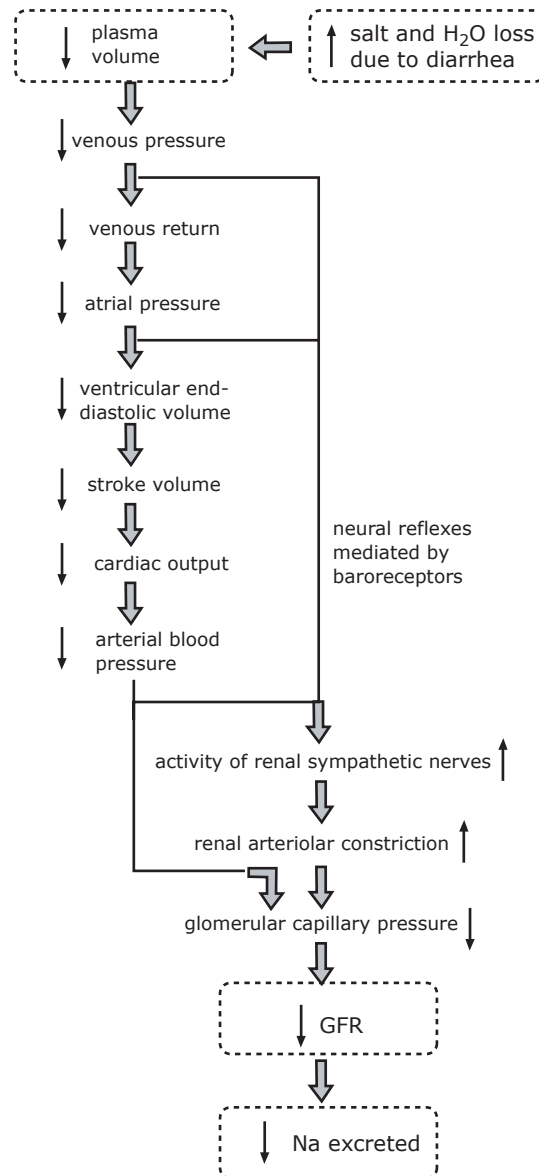 plasma
volume
salt and H₂O loss
due to diarrhea
venous pressure
venous return
atrial pressure
ventricular end-
diastolic volume
stroke volume
cardiac output
neural reflexes
mediated by
baroreceptors
arterial blood
pressure
activity of renal sympathetic nerves
renal arteriolar constriction
glomerular capillary pressure
GFR
Na excreted